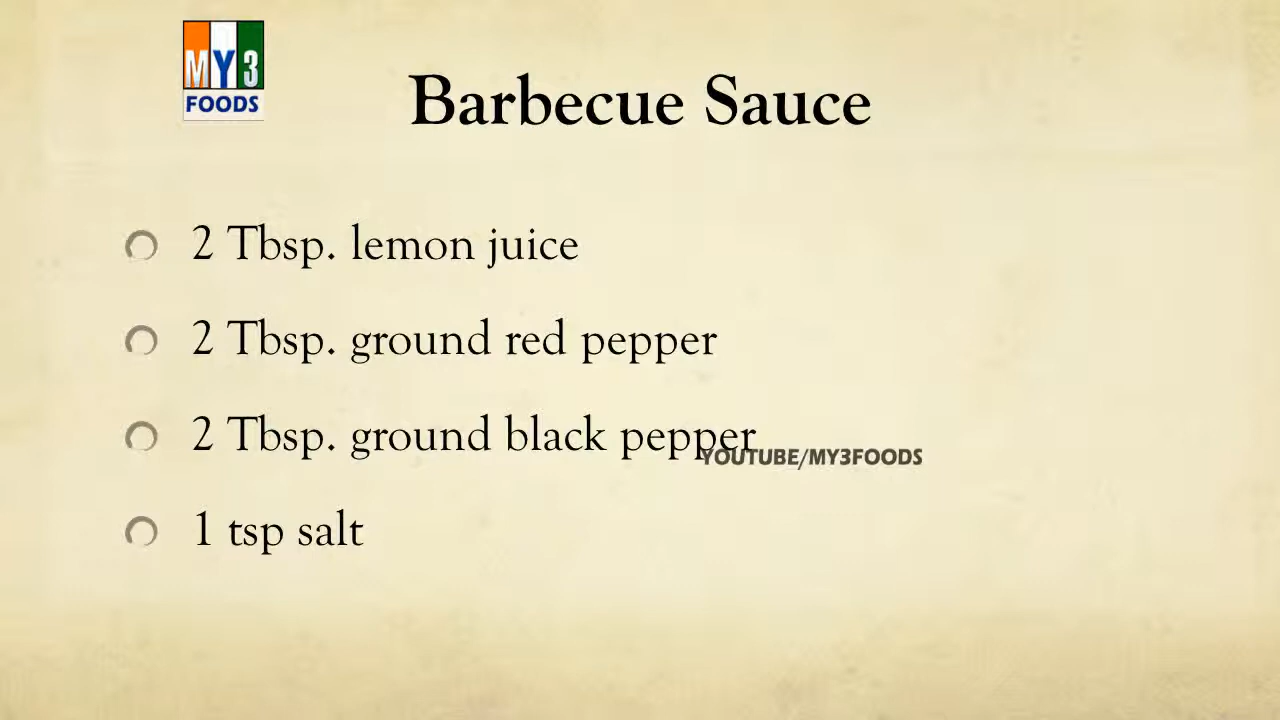 MY3
FOODS
Barbecue Sauce
2 Tbsp. lemon juice
2 Tbsp. ground red pepper
2 Tbsp. ground black pepper
YOUTUBE/MY3FOODS
1 tsp salt